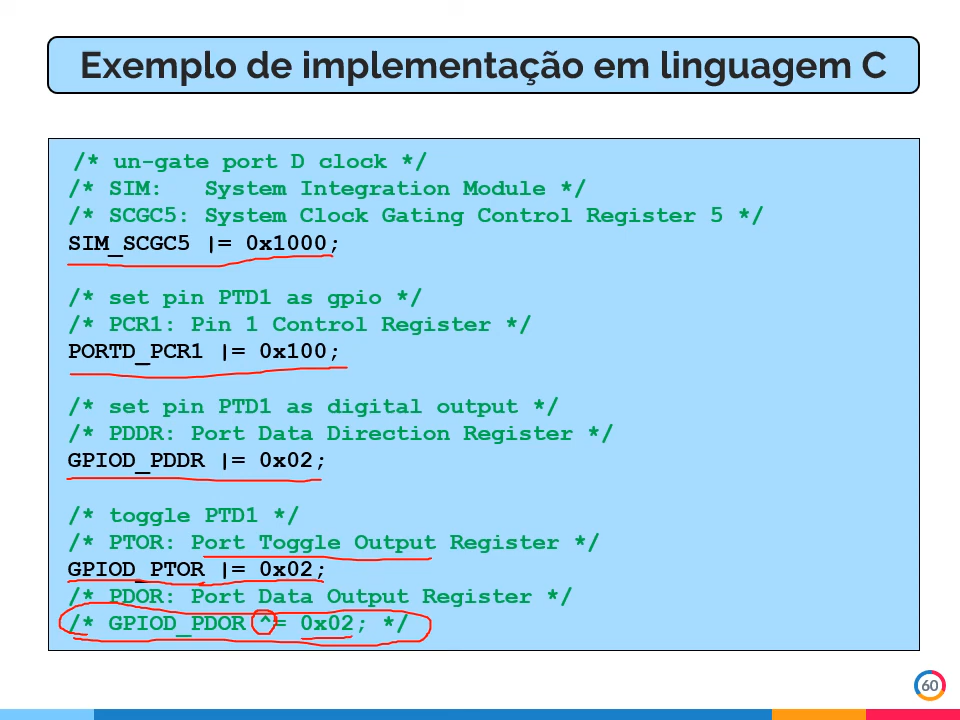 Exemplo de implementação em linguagem C
/* un-gate port D clock */
/* SIM:   System Integration Module */
/* SCGC5: System Clock Gating Control Register 5 */
SIM_SCGC5 |= 0x1000;
/* set pin PTD1 as gpio */
/* PCR1: Pin 1 Control Register */
PORTD_PCR1 |= 0x100;
/* set pin PTD1 as digital output */
/* PDDR: Port Data Direction Register */
GPIOD_PDDR |= 0x02;
/* toggle PTD1 */
/* PTOR: Port Toggle Output Register */
GPIOD_PTOR |= 0x02;
/* PDOR: Port Data Output Register */
/* GPIOD_PDOR ^= 0x02; */
60